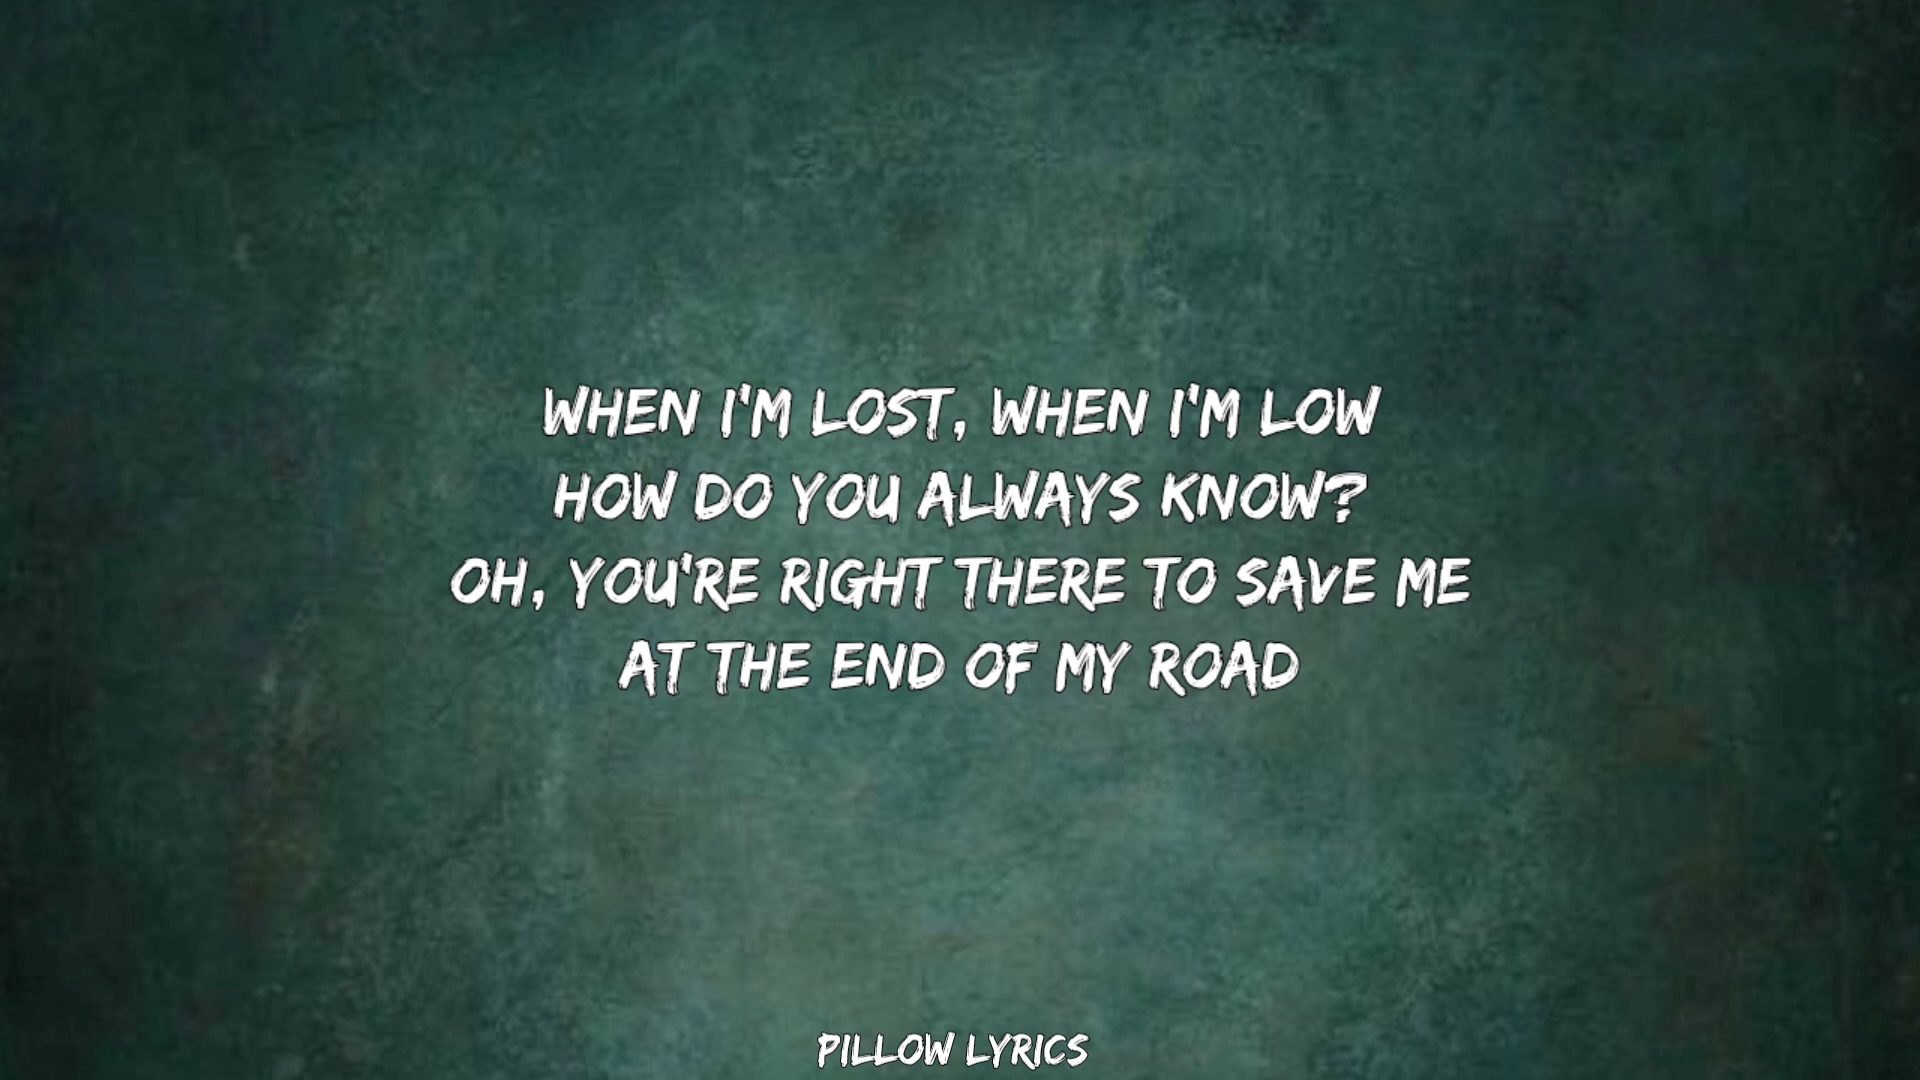 WHEN I'M LOST, WHEN I'M LOW
HOW DO YOU ALWAYS KNOW?
OH, YOU'RE RIGHT THERE TO SAVE ME
AT THE END OF MY ROAD
PILLOW LYRICS